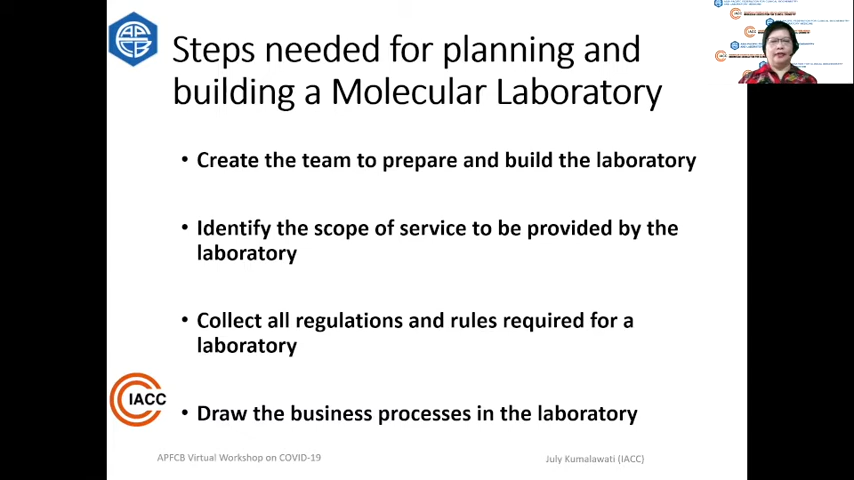 APFCB
Steps needed for planning and
building a Molecular Laboratory
• Create the team to prepare and build the laboratory
• Identify the scope of service to be provided by the
laboratory
• Collect all regulations and rules required for a
laboratory
IACC
• Draw the business processes in the laboratory
APFCB Virtual Workshop on COVID-19
July Kumalawati (IACC)